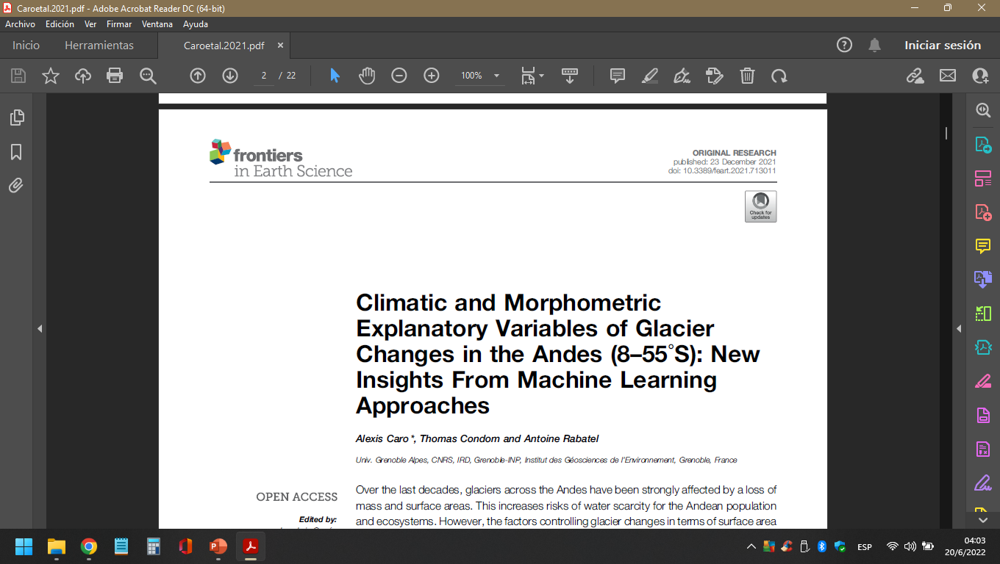 Caroetal.2021.pdf - Adobe Acrobat Reader DC (64-bit)
Archivo Edición Ver Firmar Ventana Ayuda
Inicio Herramientas Caroetal.2021.pdf Iniciar sesión
2 / 22 100%
frontiers
in Earth Science
ORIGINAL RESEARCH
published: 23 December 2021
doi: 10.3389/feart.2021.713011
Check for
updates
Climatic and Morphometric
Explanatory Variables of Glacier
Changes in the Andes (8–55°S): New
Insights From Machine Learning
Approaches
Alexis Caro*, Thomas Condom and Antoine Rabatel
Univ. Grenoble Alpes, CNRS, IRD, Grenoble-INP, Institut des Géosciences de l'Environnement, Grenoble, France
OPEN ACCESS
Edited by:
Over the last decades, glaciers across the Andes have been strongly affected by a loss of
mass and surface areas. This increases risks of water scarcity for the Andean population
and ecosystems. However, the factors controlling glacier changes in terms of surface area
ESP
04:03
20/6/2022